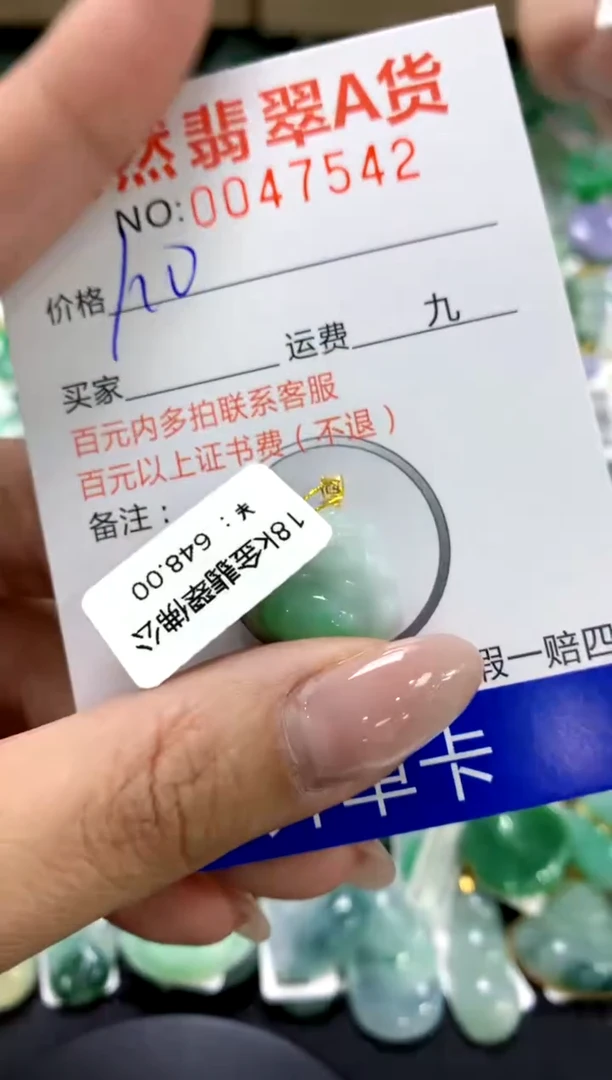 然翡翠A货
NO:0047542
价格
买家 运费 九
百元内多拍联系客服
百元以上证书费（不退）
备注：
18k金翡翠佛公
￥: 648.00
假一赔四
单卡